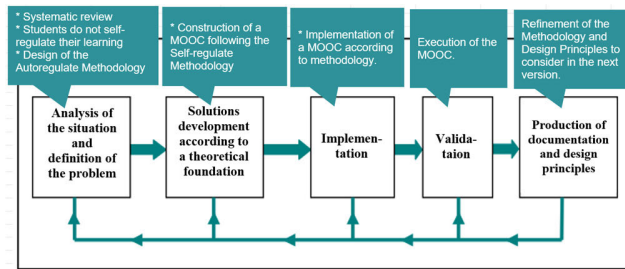 * Systematic review
* Students do not self-
regulate their learning
* Design of the
Autoregulate Methodology
* Construction of a
MOOC following the
Self-regulate
Methodology
* Implementation of
a MOOC according
to methodology.
Execution of the
MOOC.
Refinement of the
Methodology and
Design Principles to
consider in the next
version.
Analysis of
the situation
and
definition of
the problem
Solutions
development
according to
a theoretical
foundation
Implemen-
tation
Valida-
taion
Production of
documentation
and design
principles